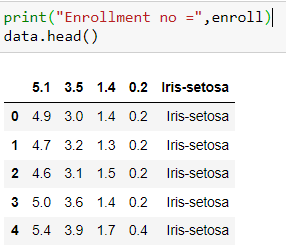 print("Enrollment no =",enroll)
data.head()
5.1 3.5 1.4 0.2 Iris-setosa
0 4.9 3.0 1.4 0.2 Iris-setosa
1 4.7 3.2 1.3 0.2 Iris-setosa
2 4.6 3.1 1.5 0.2 Iris-setosa
3 5.0 3.6 1.4 0.2 Iris-setosa
4 5.4 3.9 1.7 0.4 Iris-setosa